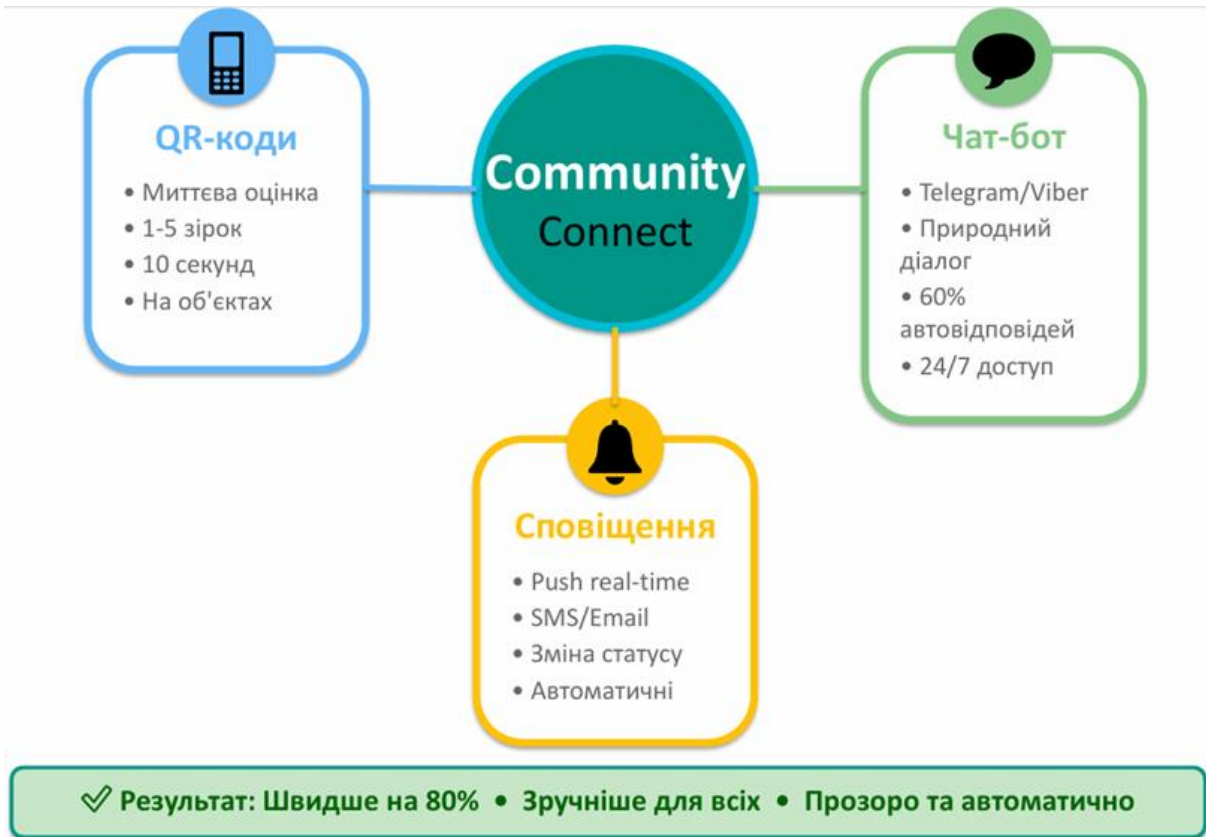 QR-коди
• Миттєва оцінка
• 1-5 зірок
• 10 секунд
• На об'єктах
Community
Connect
Чат-бот
• Telegram/Viber
• Природний
діалог
• 60%
автовідповідей
• 24/7 доступ
Сповіщення
• Push real-time
• SMS/Email
• Зміна статусу
• Автоматичні
✅ Результат: Швидше на 80% • Зручніше для всіх • Прозоро та автоматично